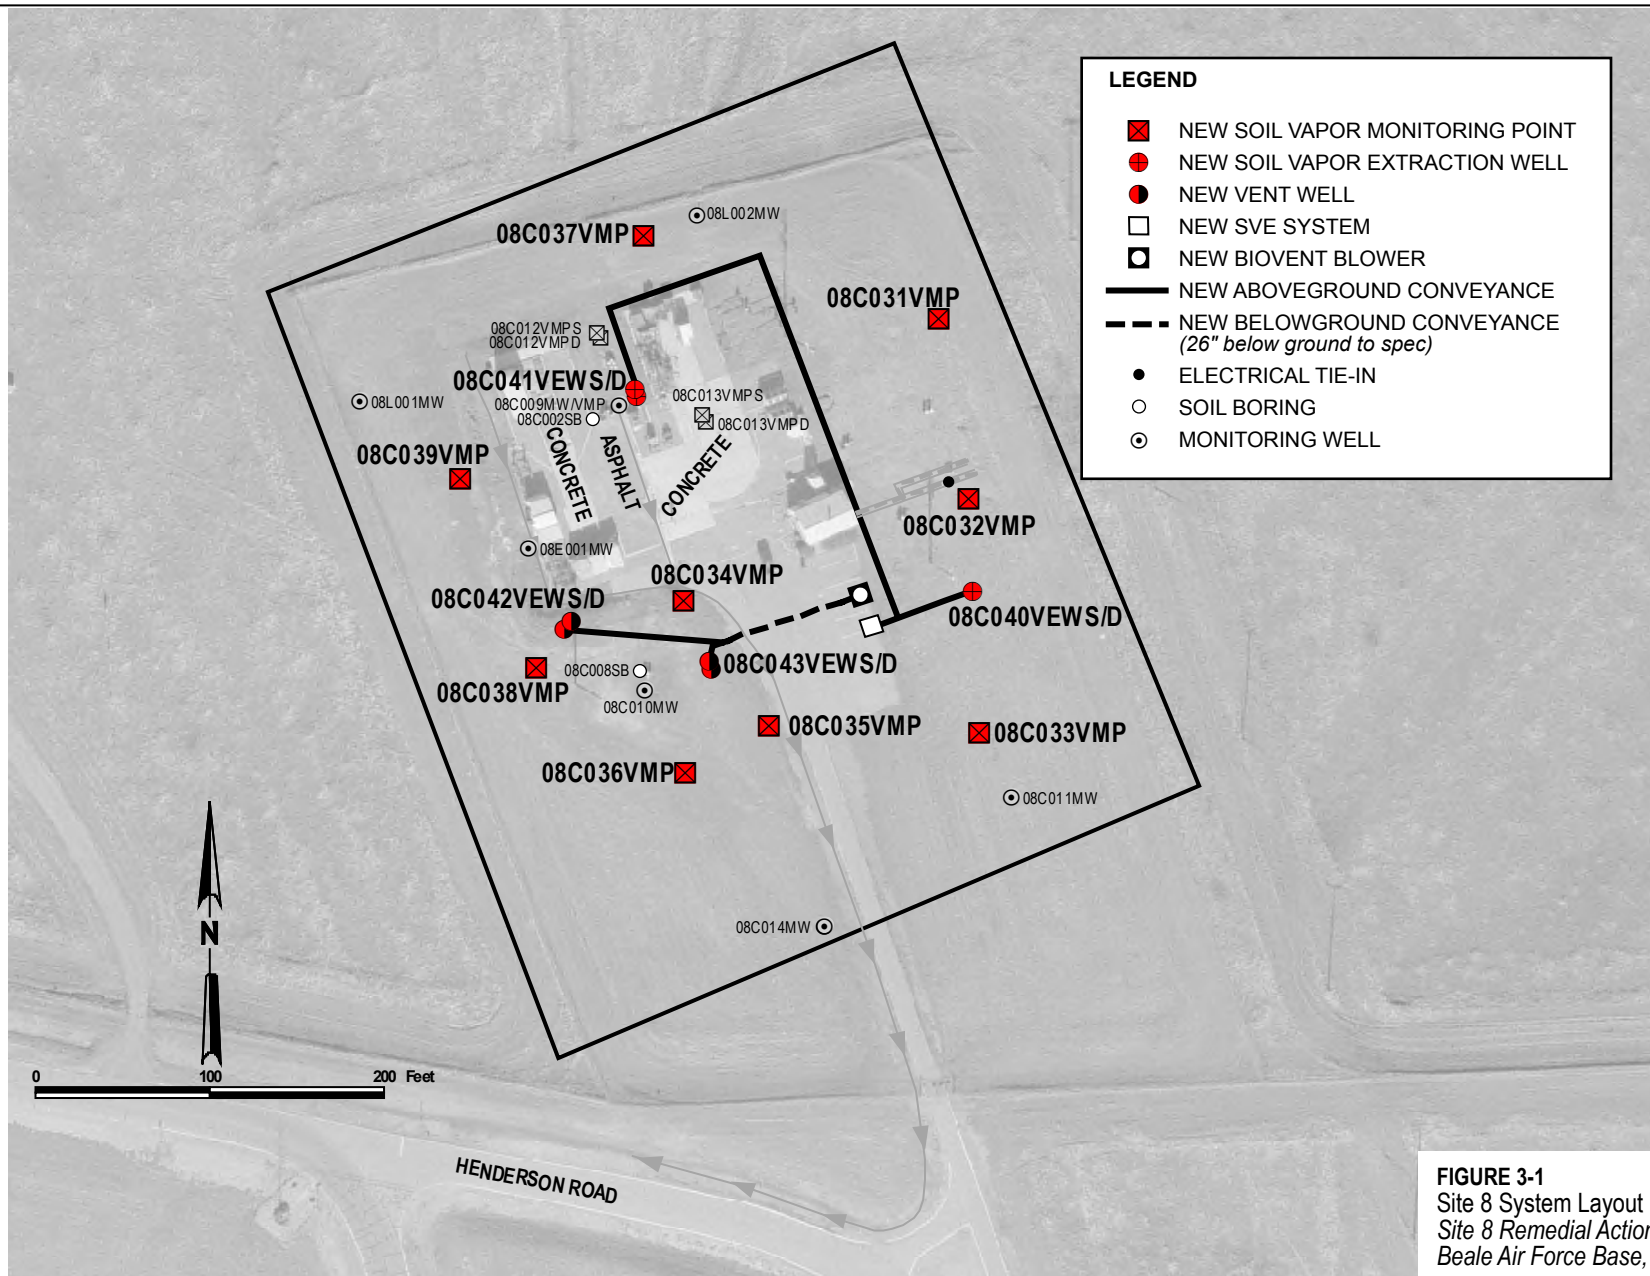 LEGEND
NEW SOIL VAPOR MONITORING POINT
NEW SOIL VAPOR EXTRACTION WELL
NEW VENT WELL
NEW SVE SYSTEM
NEW BIOVENT BLOWER
NEW ABOVEGROUND CONVEYANCE
NEW BELOWGROUND CONVEYANCE
(26" below ground to spec)
ELECTRICAL TIE-IN
SOIL BORING
MONITORING WELL
08L002MW
08C037VMP
08C031VMP
08C012VMPS
08C012VMPD
08C041VEWS/D
08C013VMPS
08L001MW
08C009MW/VMP
08C002SB
08C013VMPD
08C039VMP
CONCRETE
ASPHALT
CONCRETE
08C032VMP
08E001MW
08C034VMP
08C042VEWS/D
08C040VEWS/D
08C043VEWS/D
08C008SB
08C038VMP
08C010MW
08C035VMP
08C033VMP
08C036VMP
08C011MW
08C014MW
N
0 100 200 Feet
HENDERSON ROAD
FIGURE 3-1
Site 8 System Layout
Site 8 Remedial Action
Beale Air Force Base,